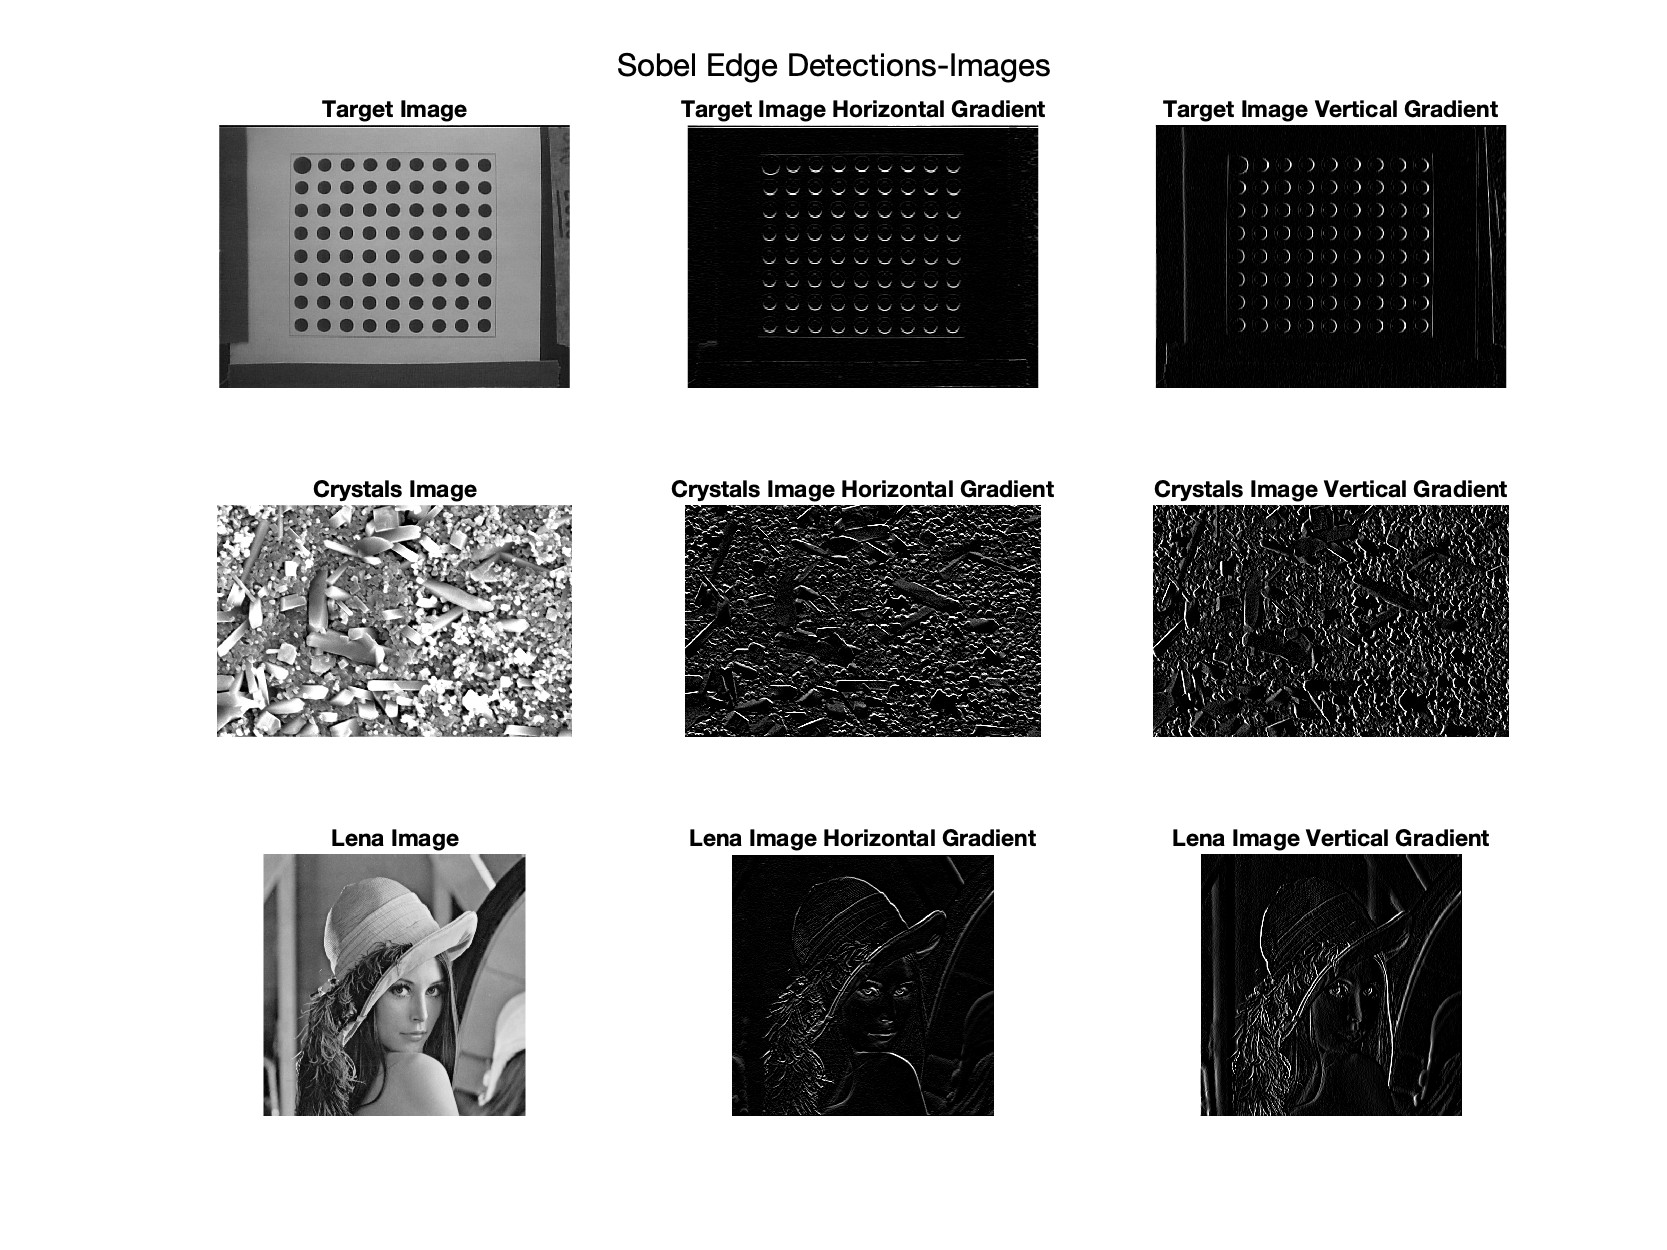 Sobel Edge Detections-Images
Target Image
Target Image Horizontal Gradient
Target Image Vertical Gradient
Crystals Image
Crystals Image Horizontal Gradient
Crystals Image Vertical Gradient
Lena Image
Lena Image Horizontal Gradient
Lena Image Vertical Gradient